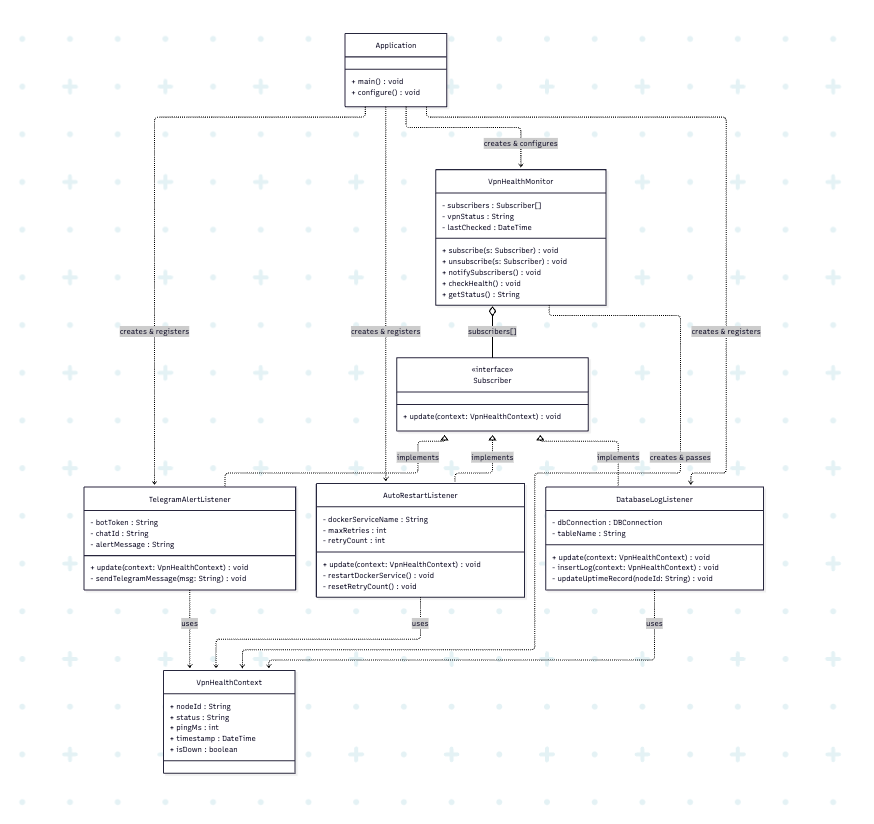 Application
+ main() : void
+ configure() : void
creates & configures
VpnHealthMonitor
- subscribers : Subscriber[]
- vpnStatus : String
- lastChecked : DateTime
+ subscribe(s: Subscriber) : void
+ unsubscribe(s: Subscriber) : void
+ notifySubscribers() : void
+ checkHealth() : void
+ getStatus() : String
creates & registers
creates & registers
subscribers[]
creates & registers
«interface»
Subscriber
+ update(context: VpnHealthContext) : void
implements
implements
implements
creates & passes
TelegramAlertListener
- botToken : String
- chatId : String
- alertMessage : String
+ update(context: VpnHealthContext) : void
- sendTelegramMessage(msg: String) : void
AutoRestartListener
- dockerServiceName : String
- maxRetries : int
- retryCount : int
+ update(context: VpnHealthContext) : void
- restartDockerService() : void
- resetRetryCount() : void
DatabaseLogListener
- dbConnection : DBConnection
- tableName : String
+ update(context: VpnHealthContext) : void
- insertLog(context: VpnHealthContext) : void
- updateUptimeRecord(nodeId: String) : void
uses
uses
uses
VpnHealthContext
+ nodeId : String
+ status : String
+ pingMs : int
+ timestamp : DateTime
+ isDown : boolean